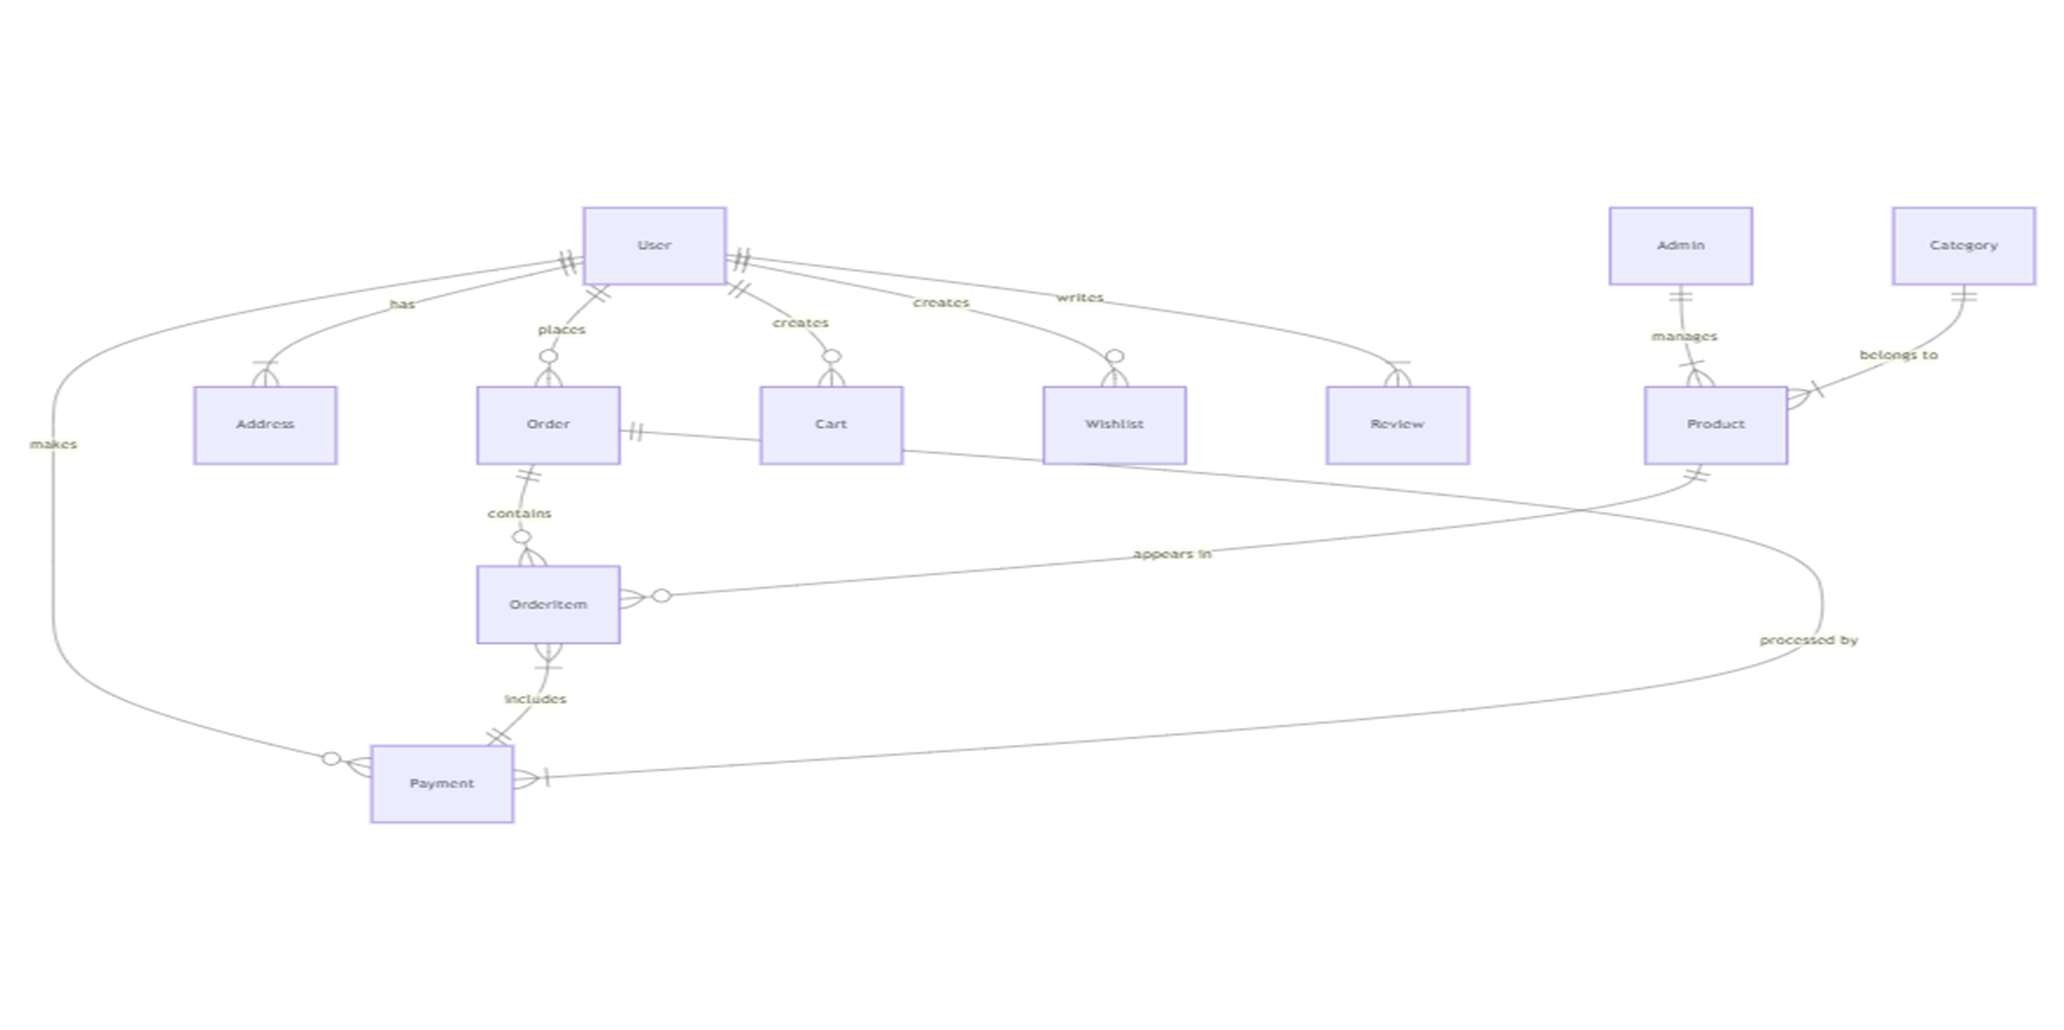 User
Admin
Category
has
writes
creates
creates
places
manages
belongs to
Address
Order
Cart
Wishlist
Review
Product
makes
contains
appears in
OrderItem
processed by
includes
Payment